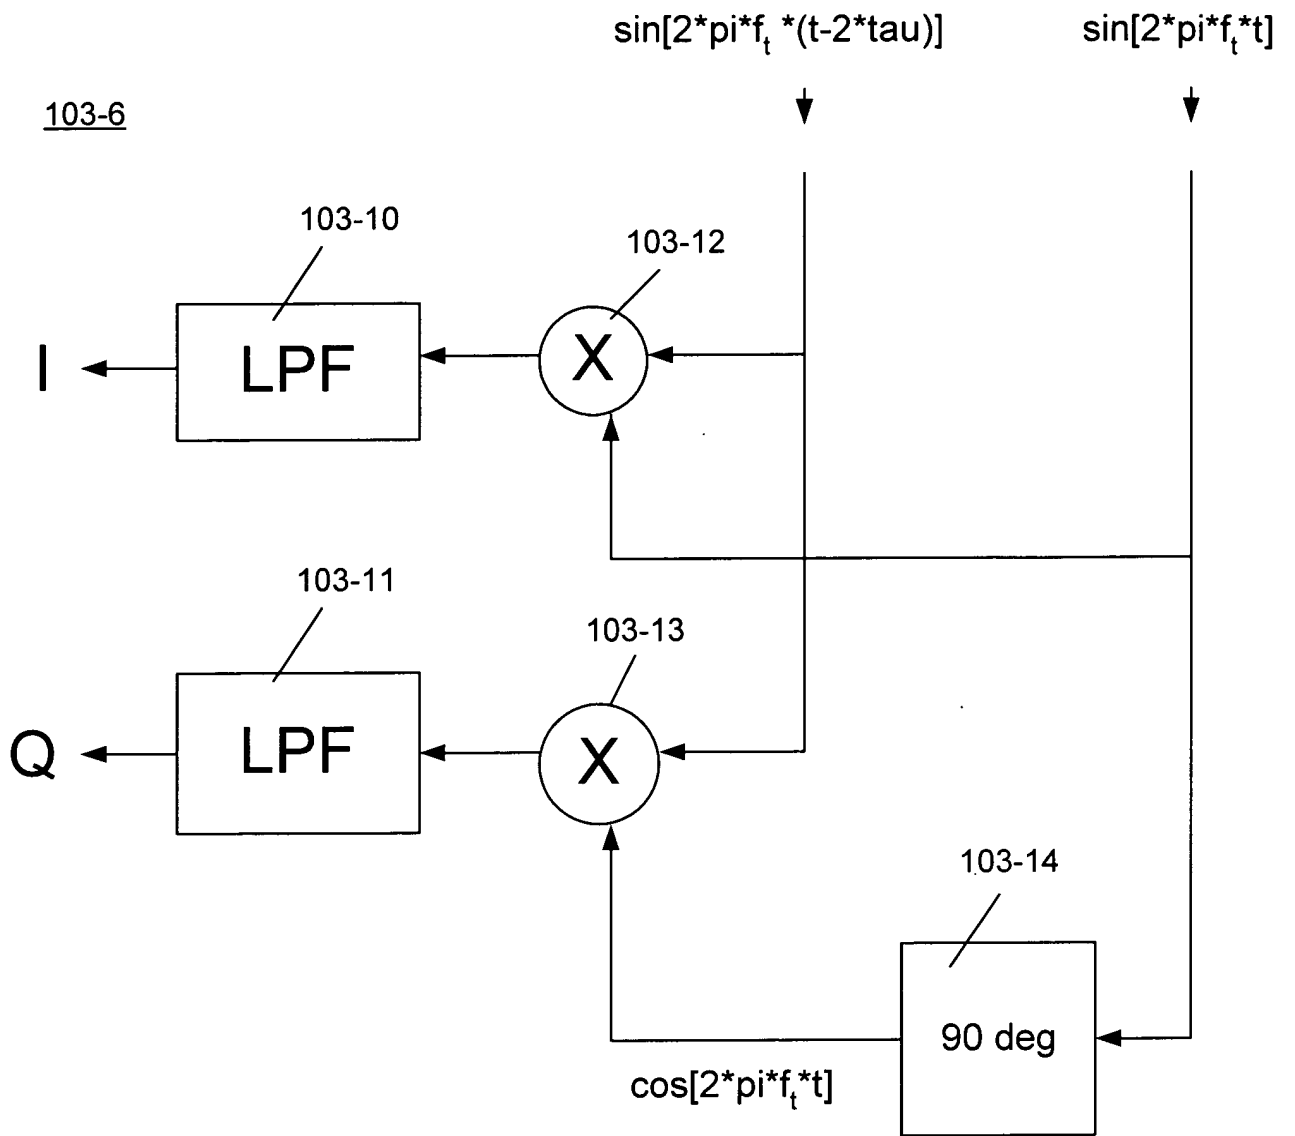 sin[2*pi*f_t *(t-2*tau)]
sin[2*pi*f_t*t]
103-6
103-10
103-12
I
LPF
X
103-11
103-13
Q
LPF
X
103-14
90 deg
cos[2*pi*f_t*t]